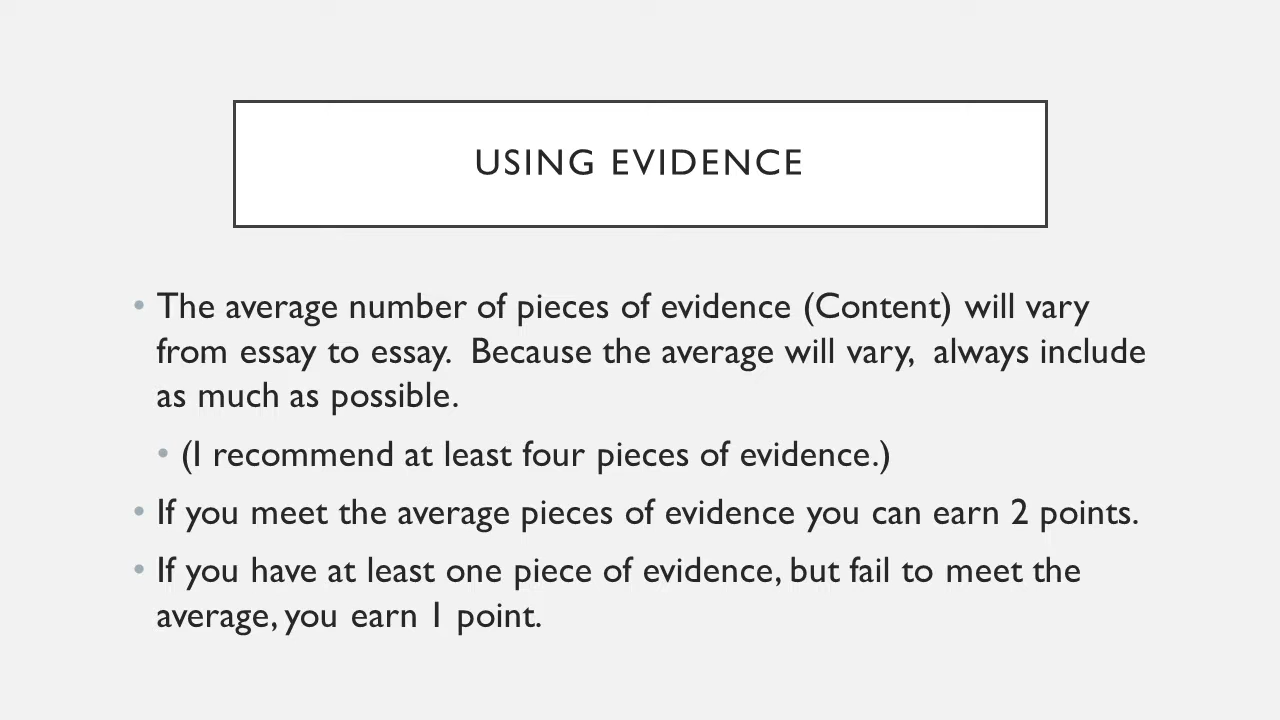 USING EVIDENCE
• The average number of pieces of evidence (Content) will vary
from essay to essay.  Because the average will vary,  always include
as much as possible.
• (I recommend at least four pieces of evidence.)
• If you meet the average pieces of evidence you can earn 2 points.
• If you have at least one piece of evidence, but fail to meet the
average, you earn 1 point.